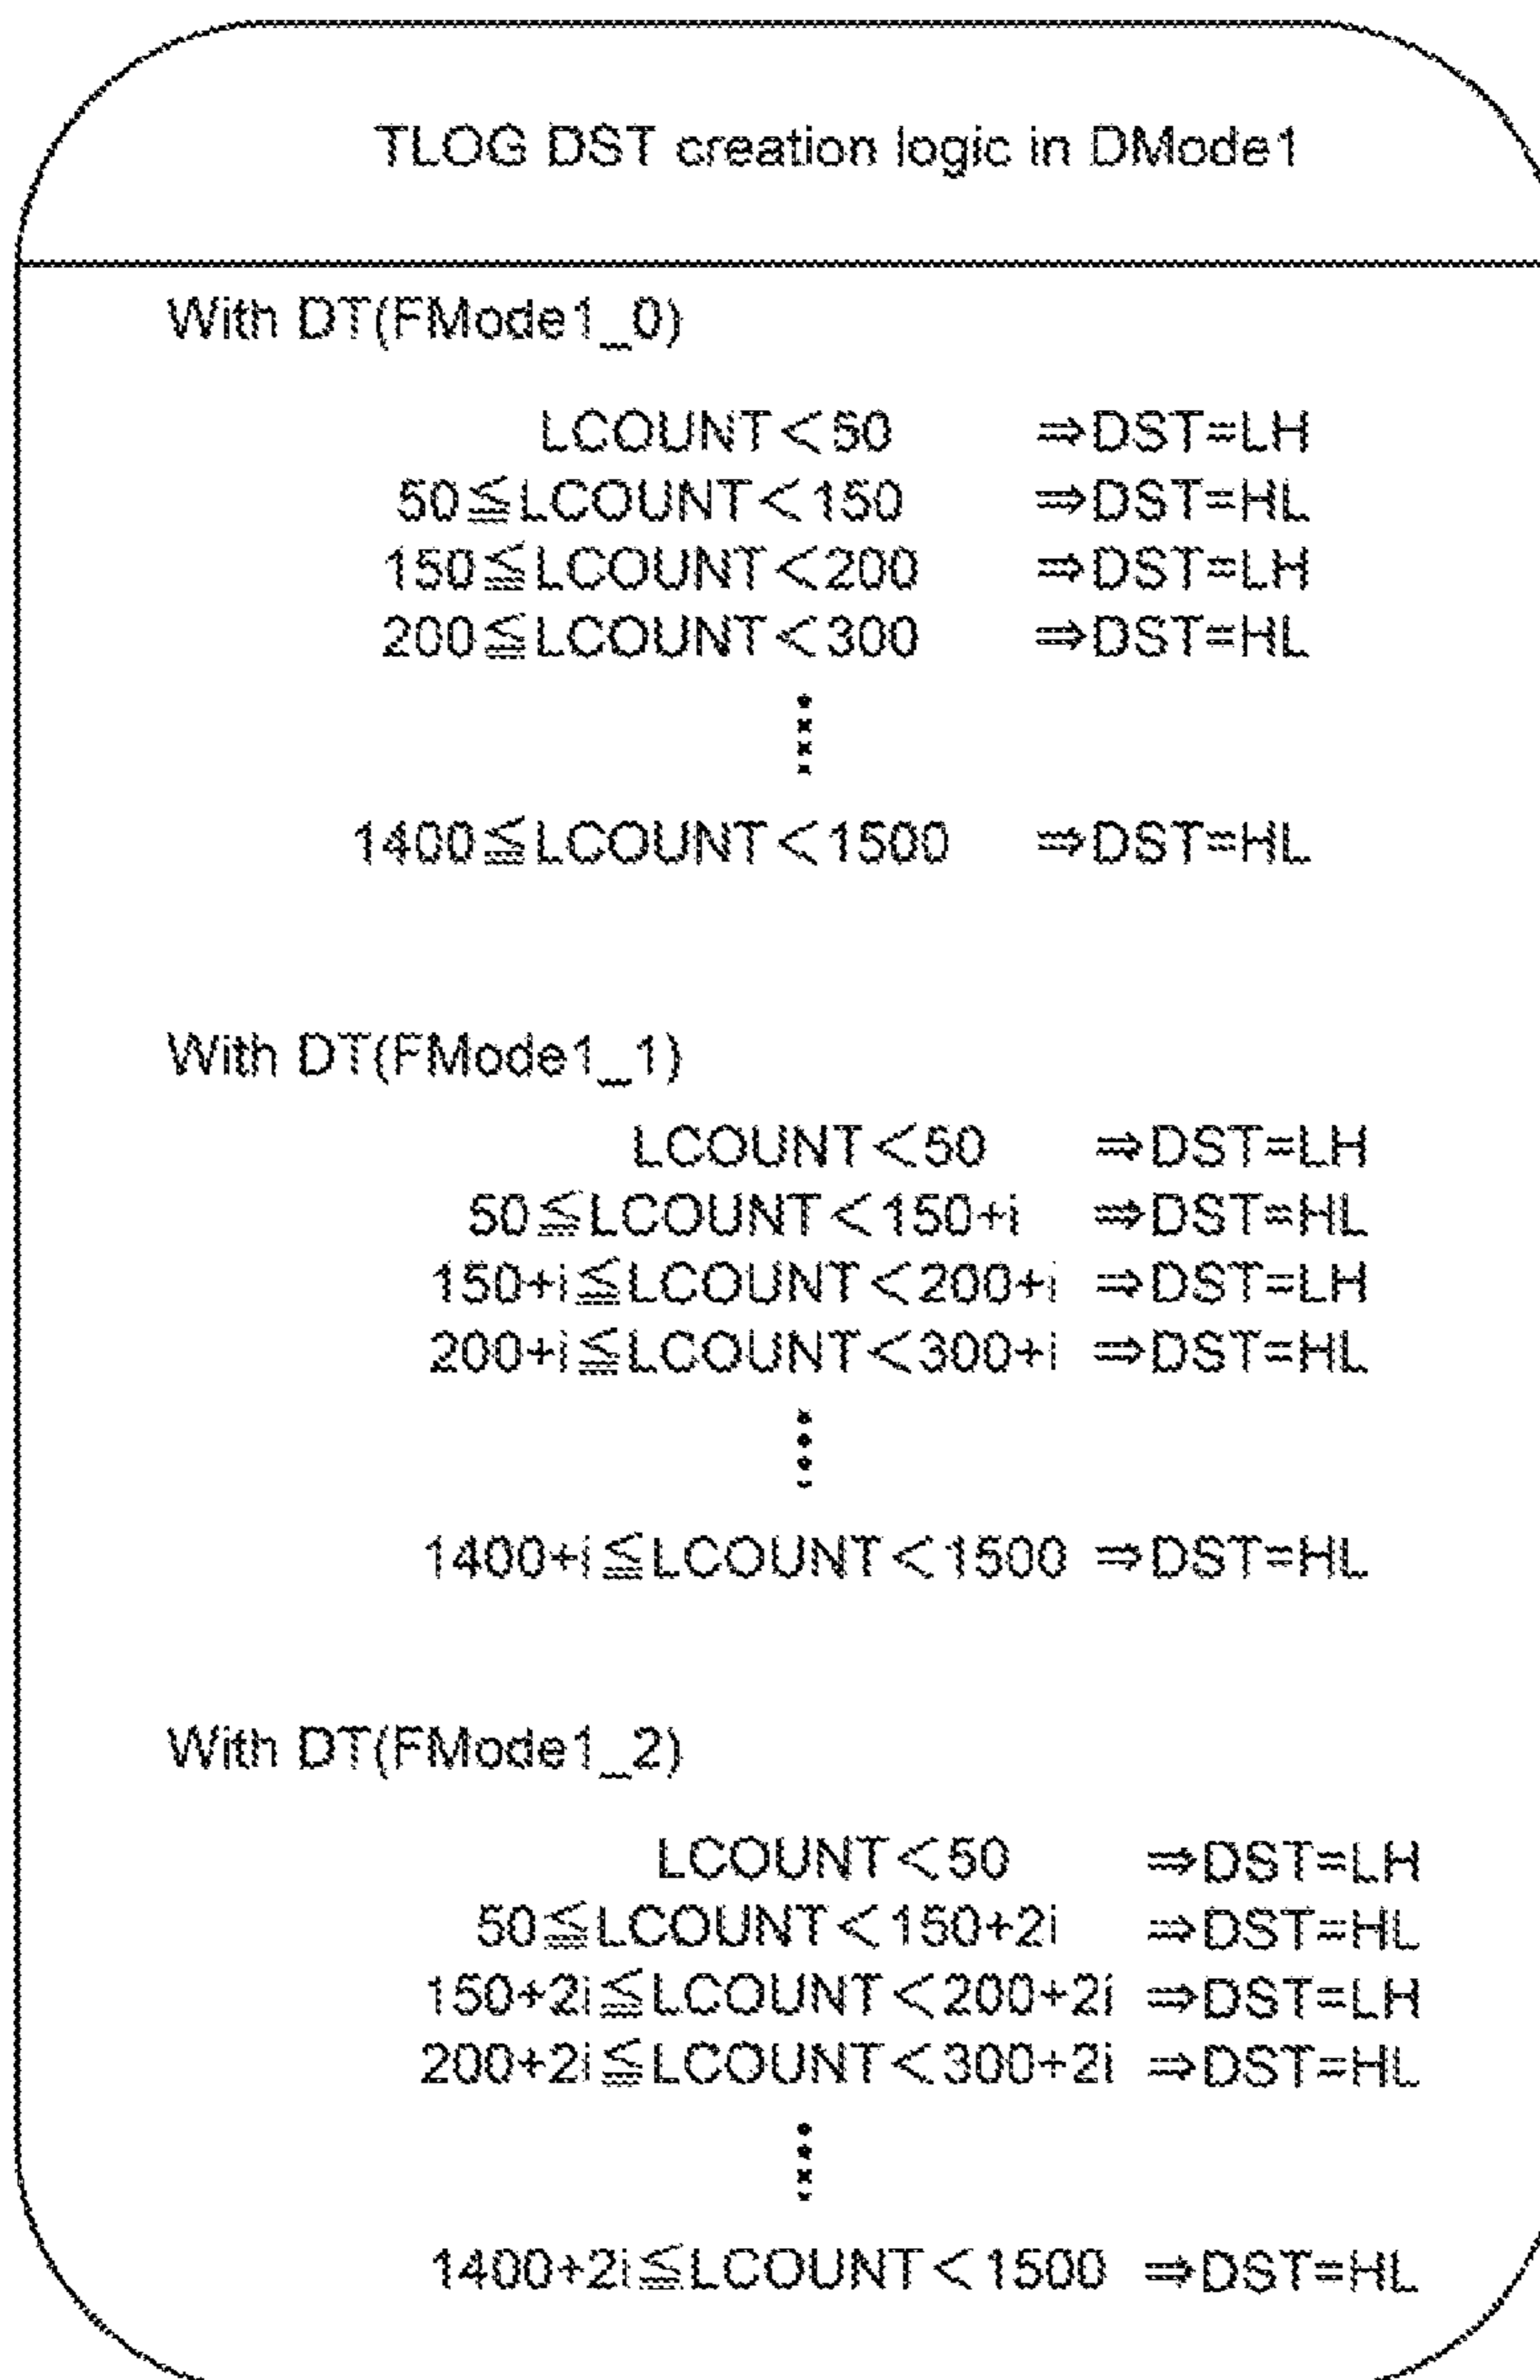 TLOG DST creation logic in DMode1
With DT(FMode1_0)
LCOUNT<50 ⇒DST=LH
50≦LCOUNT<150 ⇒DST=HL
150≦LCOUNT<200 ⇒DST=LH
200≦LCOUNT<300 ⇒DST=HL
⋮
1400≦LCOUNT<1500 ⇒DST=HL
With DT(FMode1_1)
LCOUNT<50 ⇒DST=LH
50≦LCOUNT<150+i ⇒DST=HL
150+i≦LCOUNT<200+i ⇒DST=LH
200+i≦LCOUNT<300+i ⇒DST=HL
⋮
1400+i≦LCOUNT<1500 ⇒DST=HL
With DT(FMode1_2)
LCOUNT<50 ⇒DST=LH
50≦LCOUNT<150+2i ⇒DST=HL
150+2i≦LCOUNT<200+2i ⇒DST=LH
200+2i≦LCOUNT<300+2i ⇒DST=HL
⋮
1400+2i≦LCOUNT<1500 ⇒DST=HL